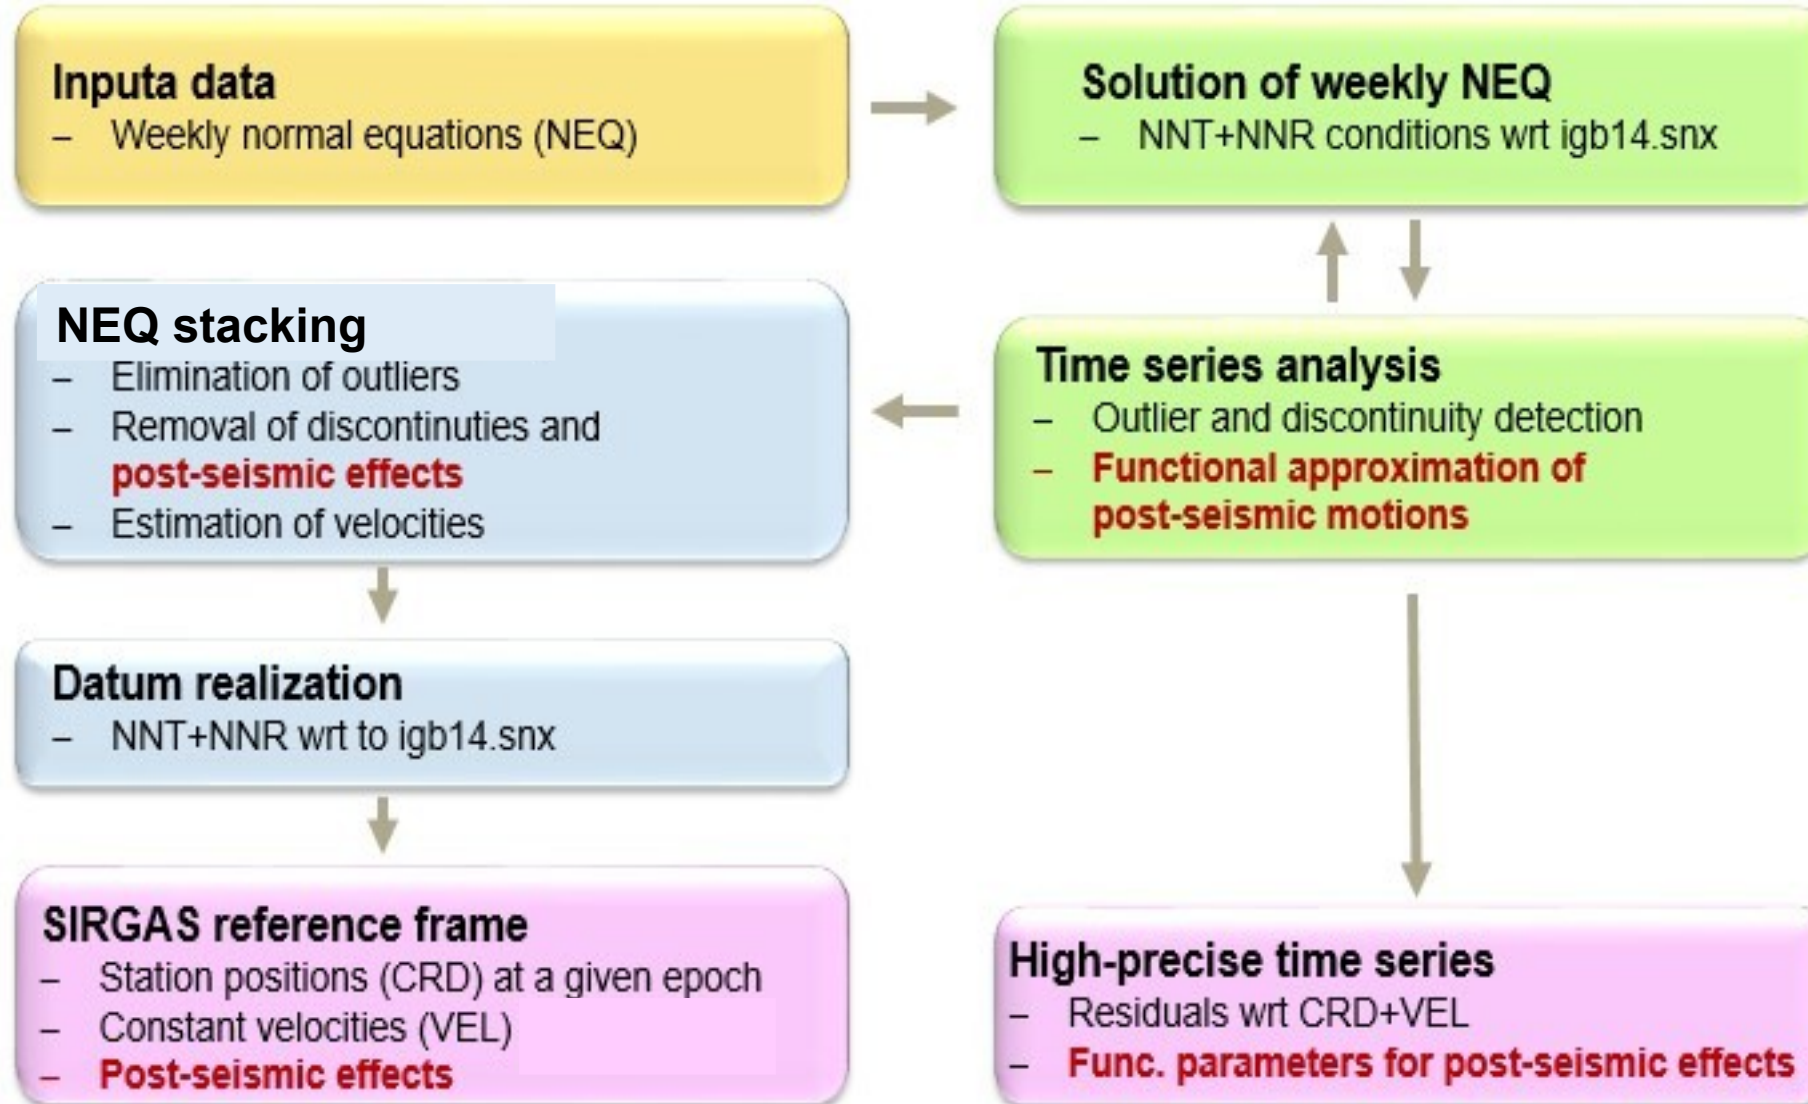 Inputa data
– Weekly normal equations (NEQ)
Solution of weekly NEQ
– NNT+NNR conditions wrt igb14.snx
NEQ stacking
– Elimination of outliers
– Removal of discontinuties and
post-seismic effects
– Estimation of velocities
Time series analysis
– Outlier and discontinuity detection
– Functional approximation of
post-seismic motions
Datum realization
– NNT+NNR wrt to igb14.snx
SIRGAS reference frame
– Station positions (CRD) at a given epoch
– Constant velocities (VEL)
– Post-seismic effects
High-precise time series
– Residuals wrt CRD+VEL
– Func. parameters for post-seismic effects